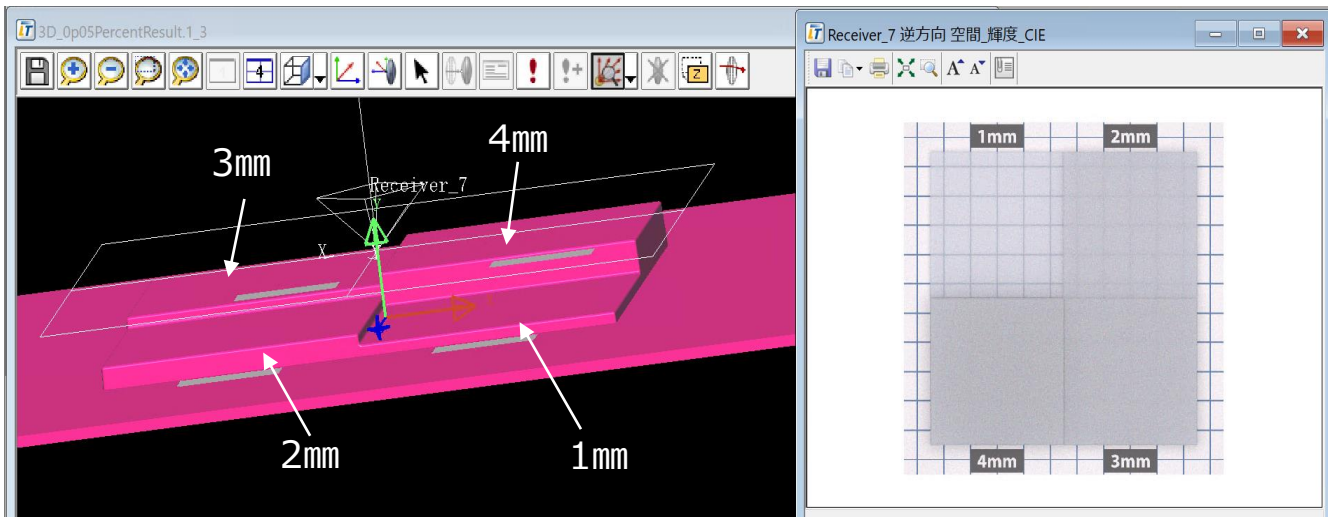 3D_0p05PercentResult.1_3
4
Z
3mm
4mm
Receiver_7
Y
X
2mm
1mm
Receiver_7 逆方向 空間_輝度_CIE
A A
1mm
2mm
4mm
3mm